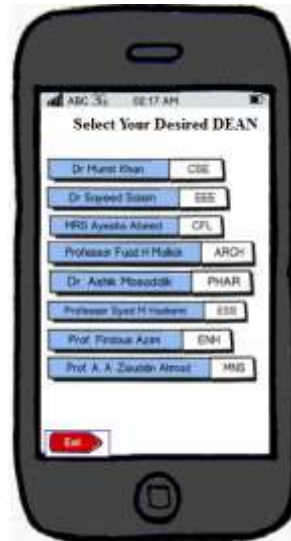 ABC 3G 02:17 AM
Select Your Desired DEAN
Dr Mumit Khan CSE
Dr Sayeed Salam EEE
MRS Ayesha Abeed CFL
Professor Fuad H Mallick ARCH
Dr. Ashik Mosaddik PHAR
Professor Syed M Hashemi ESS
Prof. Firdous Azim ENH
Prof. A. A. Ziauddin Ahmad MNS
Exit